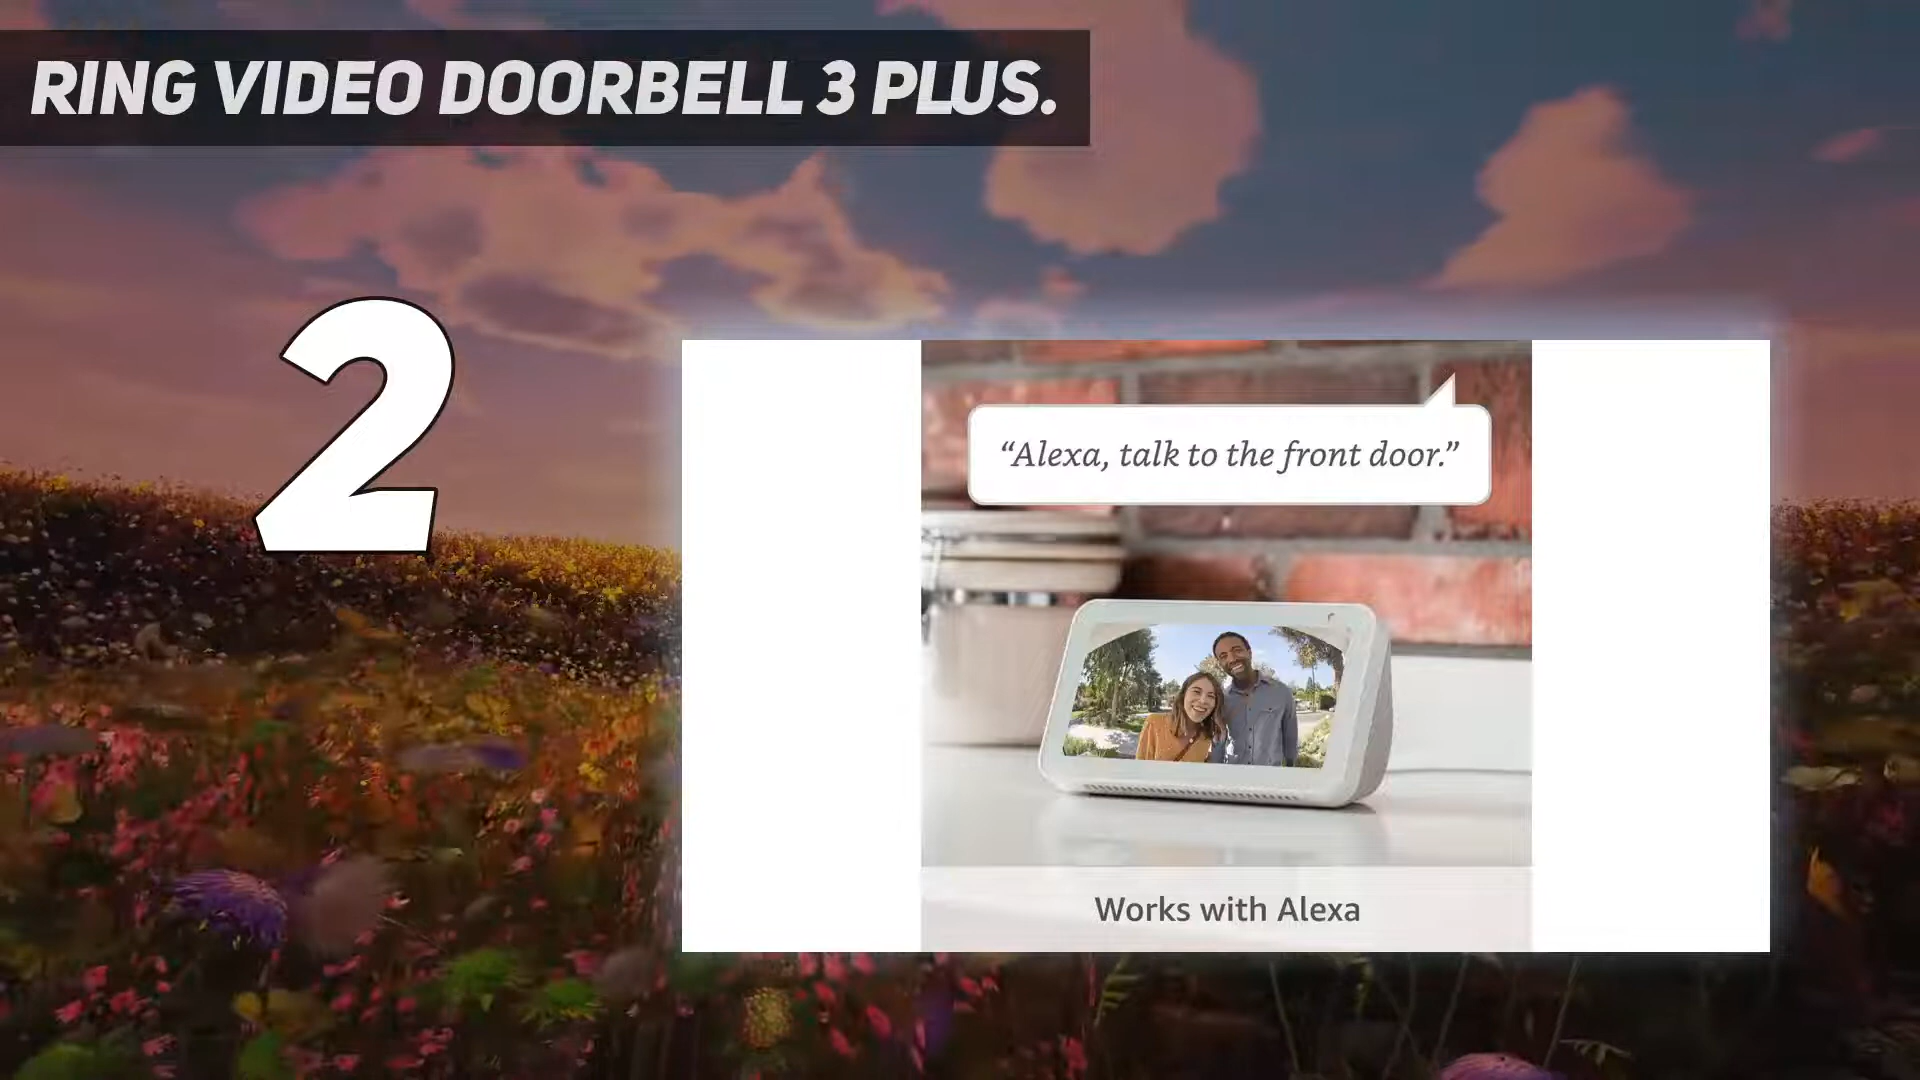 RING VIDEO DOORBELL 3 PLUS.
2
“Alexa, talk to the front door.”
Works with Alexa